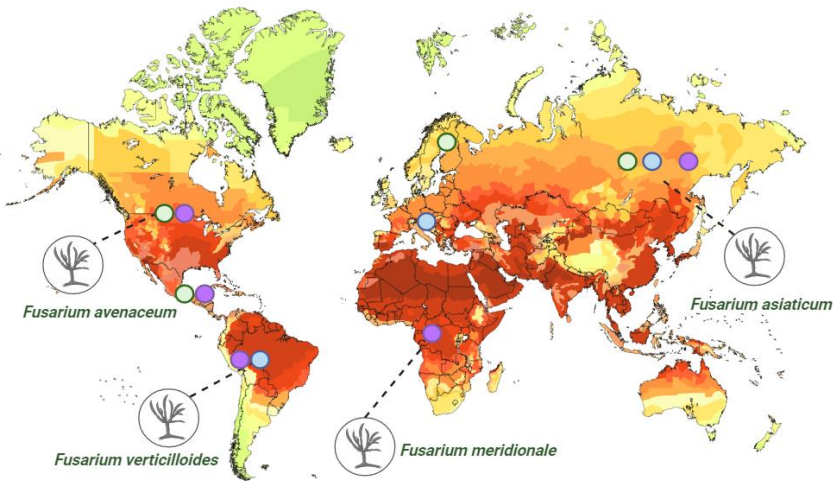 Fusarium avenaceum
Fusarium asiaticum
Fusarium verticilloides
Fusarium meridionale